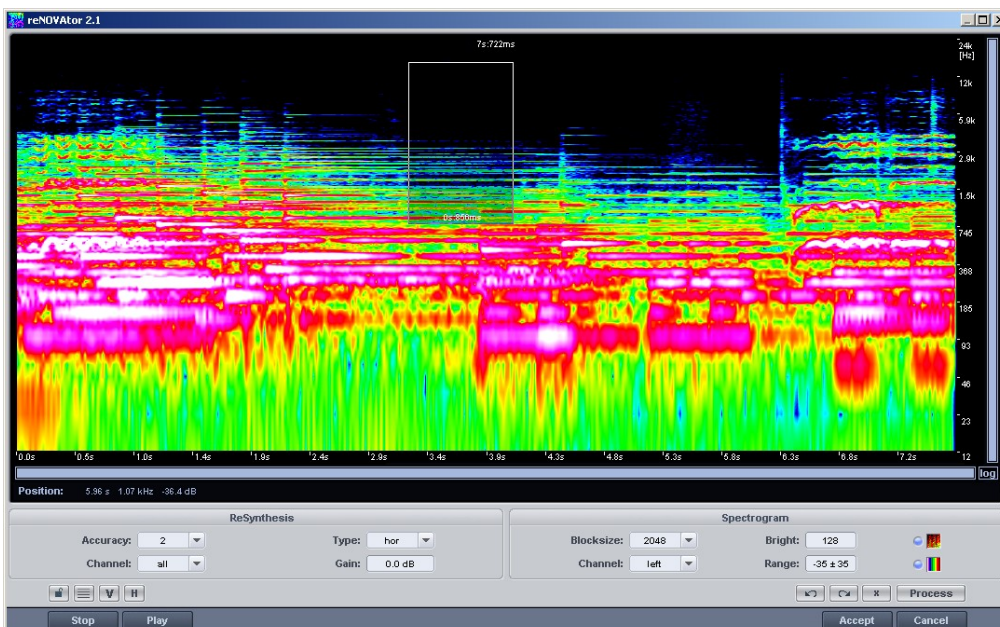 reNOVAtor 2.1
7s:722ms
24k
[Hz]
12k
5.9k
2.9k
1.5k
0s:856ms
745
368
185
93
46
23
12
0.0s 0.5s 1.0s 1.4s 1.9s 2.4s 2.9s 3.4s 3.9s 4.3s 4.8s 5.3s 5.8s 6.3s 6.8s 7.2s
log
Position: 5.96 s 1.07 kHz -36.4 dB
ReSynthesis
Accuracy: 2 Type: hor
Channel: all Gain: 0.0 dB
Spectrogram
Blocksize: 2048 Bright: 128
Channel: left Range: -35 ± 35
V H
x Process
Stop Play Accept Cancel